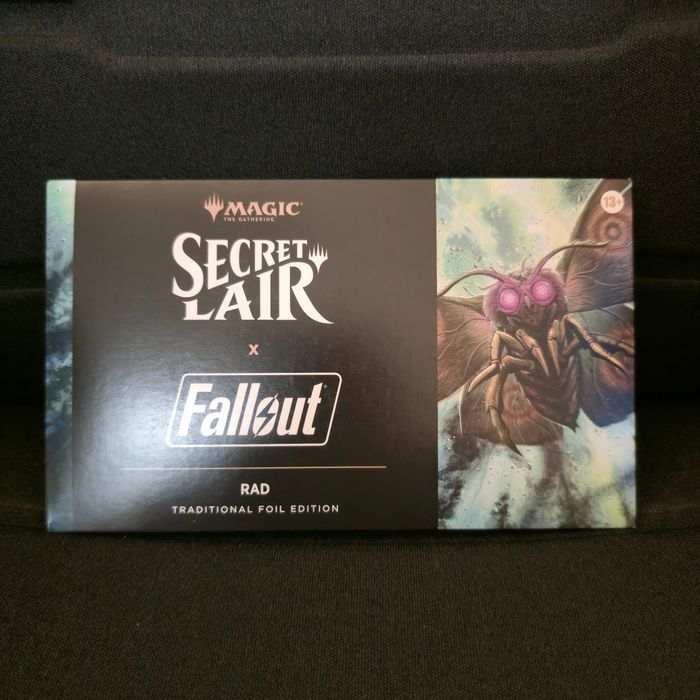 MAGIC
THE GATHERING
SECRET
LAIR
X
Fallout
RAD
TRADITIONAL FOIL EDITION
13+